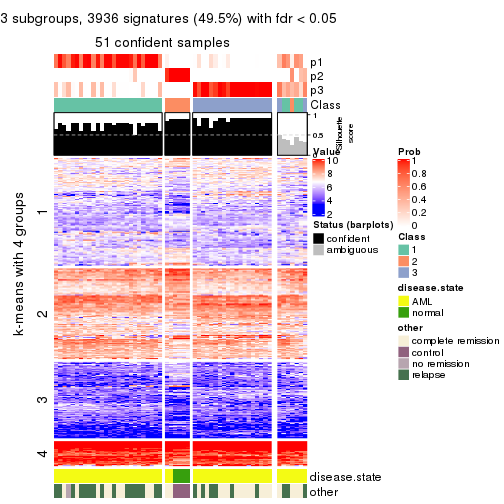 3 subgroups, 3936 signatures (49.5%) with fdr < 0.05
51 confident samples
p1
p2
p3
Class
1
0.5
0
Silhouette
score
k-means with 4 groups
1
2
3
4
disease.state
other
Value
10
8
6
4
2
Status (barplots)
confident
ambiguous
Prob
1
0.8
0.6
0.4
0.2
0
Class
1
2
3
disease.state
AML
normal
other
complete remission
control
no remission
relapse